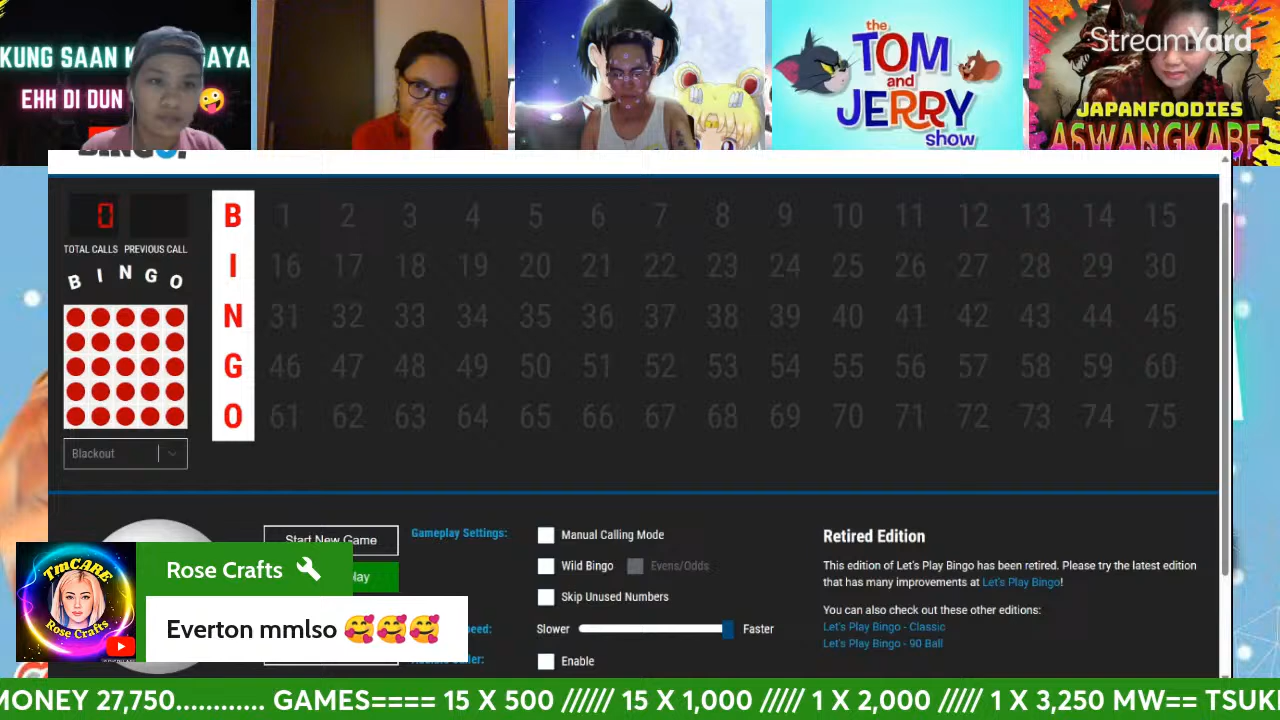 KUNG SAAN K GAYA
EHH DI DUN
the
TOM
and
JERRY
show
StreamYard
JAPANFOODIES
ASWANGKABE
BINGO!
0
TOTAL CALLS PREVIOUS CALL
B I N G O
Blackout
B 1 2 3 4 5 6 7 8 9 10 11 12 13 14 15
I 16 17 18 19 20 21 22 23 24 25 26 27 28 29 30
N 31 32 33 34 35 36 37 38 39 40 41 42 43 44 45
G 46 47 48 49 50 51 52 53 54 55 56 57 58 59 60
O 61 62 63 64 65 66 67 68 69 70 71 72 73 74 75
Start New Game
Gameplay Settings:
Manual Calling Mode
Wild Bingo Evens/Odds
Skip Unused Numbers
Slower Faster
Enable
Retired Edition
This edition of Let's Play Bingo has been retired. Please try the latest edition
that has many improvements at Let's Play Bingo!
You can also check out these other editions:
Let's Play Bingo - Classic
Let's Play Bingo - 90 Ball
TmCARE
Rose Crafts
Rose Crafts
Everton mmlso 🥰🥰🥰
MONEY 27,750............ GAMES==== 15 X 500 ////// 15 X 1,000 ///// 1 X 2,000 ///// 1 X 3,250 MW== TSUKI